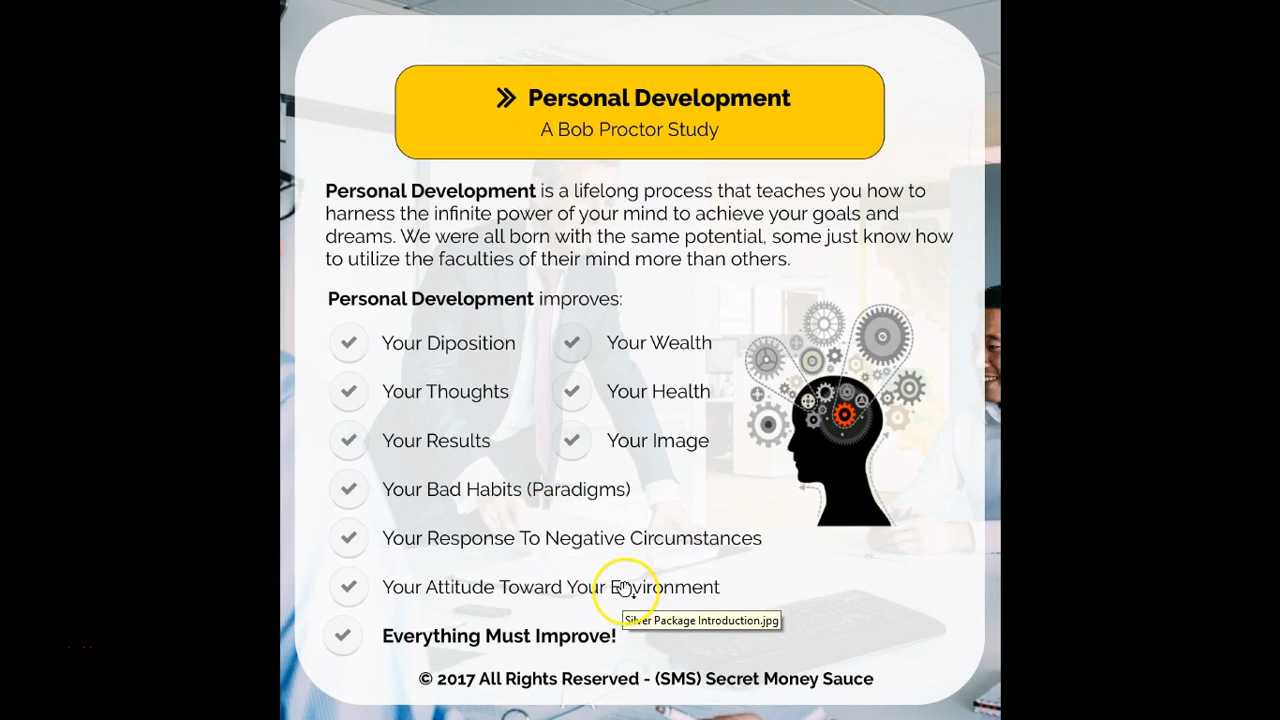 Personal Development
A Bob Proctor Study
Personal Development is a lifelong process that teaches you how to
harness the infinite power of your mind to achieve your goals and
dreams. We were all born with the same potential, some just know how
to utilize the faculties of their mind more than others.
Personal Development improves:
Your Diposition
Your Wealth
Your Thoughts
Your Health
Your Results
Your Image
Your Bad Habits (Paradigms)
Your Response To Negative Circumstances
Your Attitude Toward Your Environment
Silver Package Introduction.jpg
Everything Must Improve!
© 2017 All Rights Reserved - (SMS) Secret Money Sauce